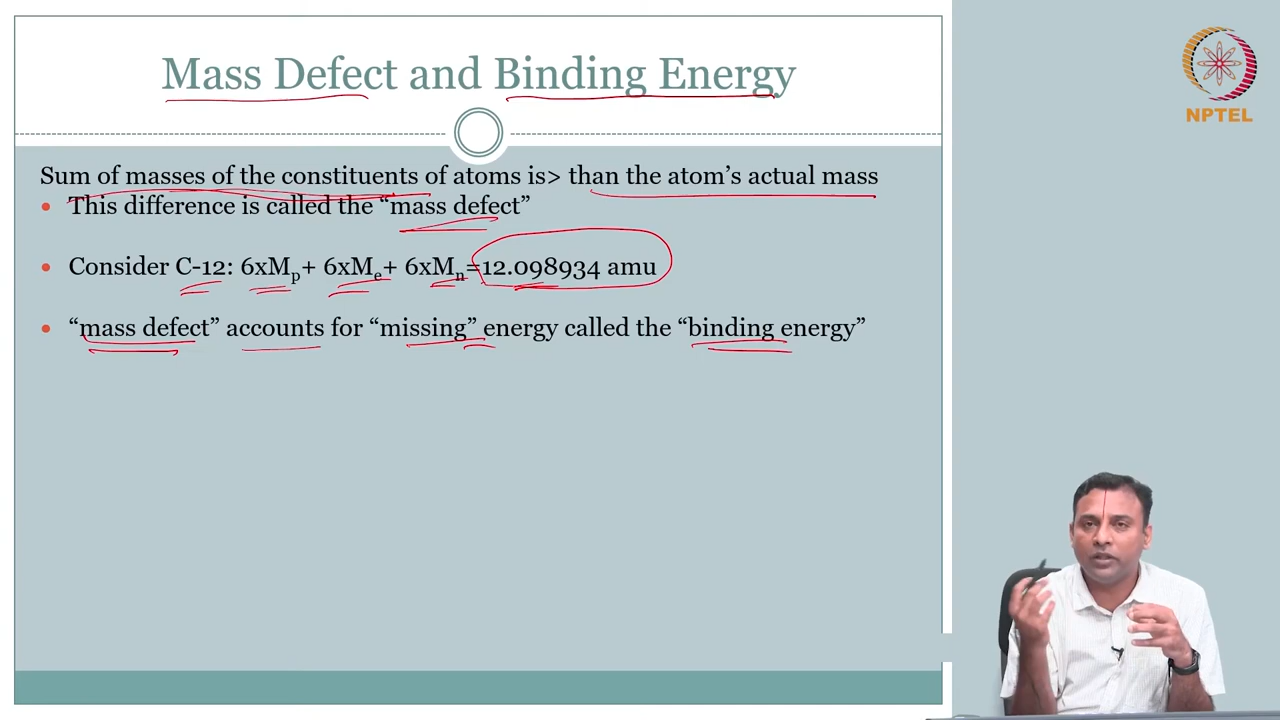 Mass Defect and Binding Energy
NPTEL
Sum of masses of the constituents of atoms is> than the atom's actual mass
• This difference is called the “mass defect”
• Consider C-12: 6xMp+ 6xMe+ 6xMn=12.098934 amu
• “mass defect” accounts for “missing” energy called the “binding energy”